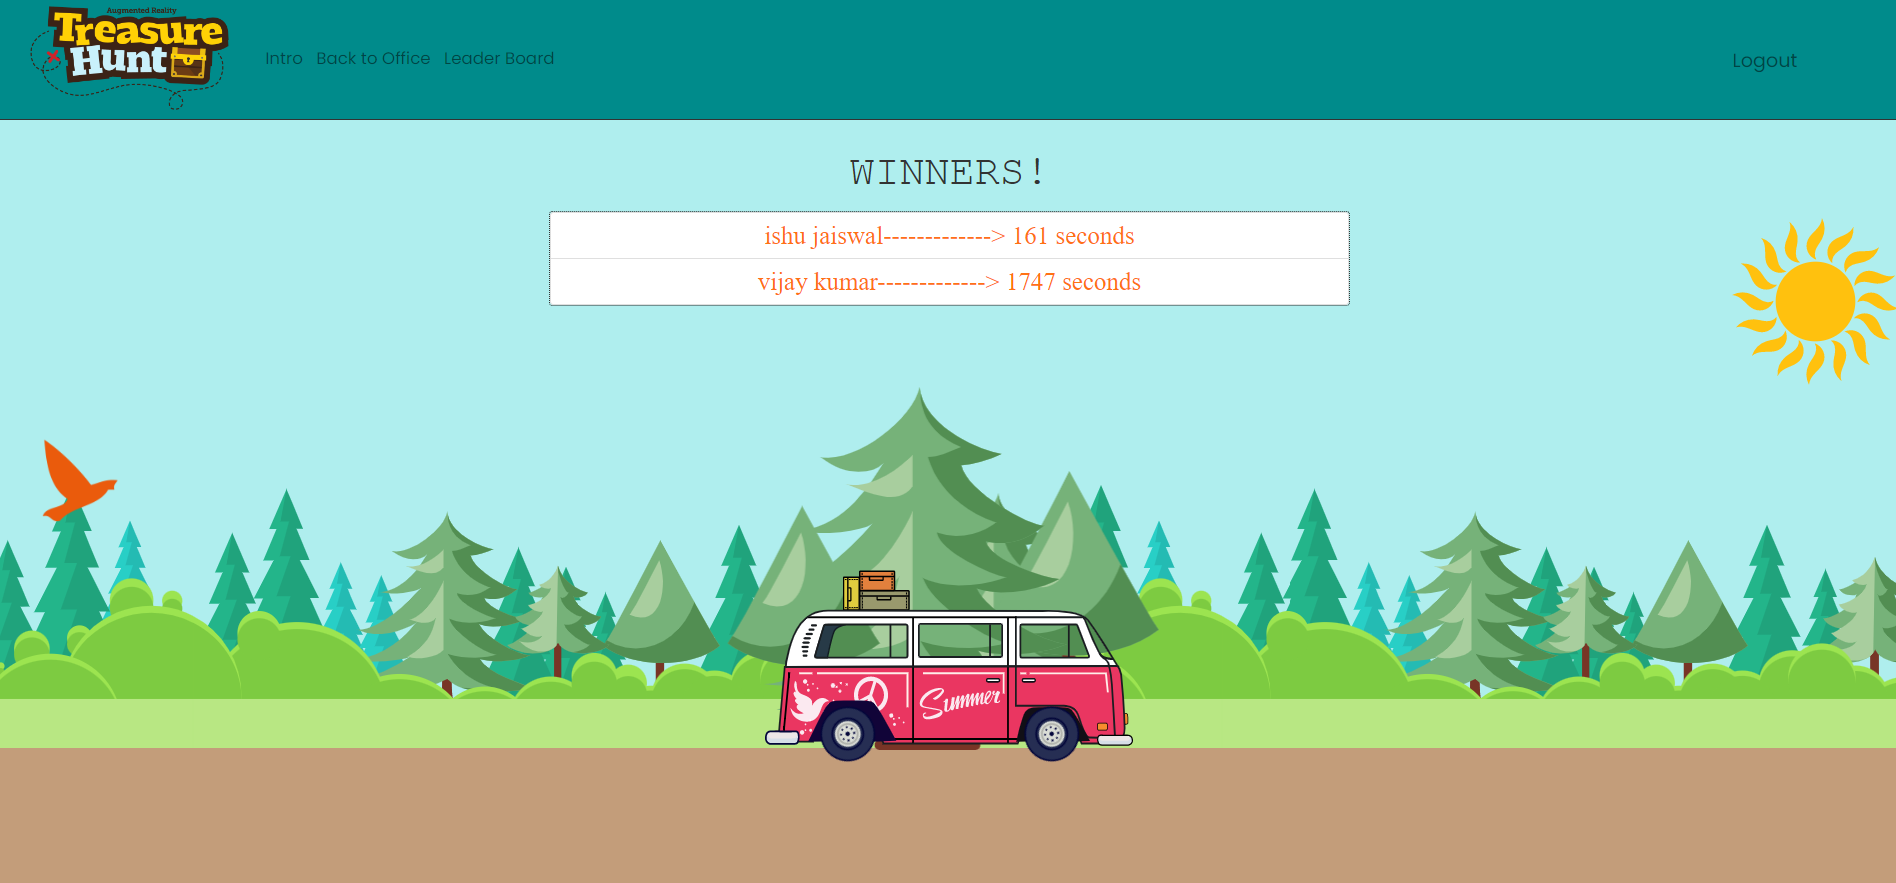 Augmented Reality
Treasure
Hunt
Intro Back to Office Leader Board
Logout
WINNERS!
ishu jaiswal-------------> 161 seconds
vijay kumar-------------> 1747 seconds
Summer